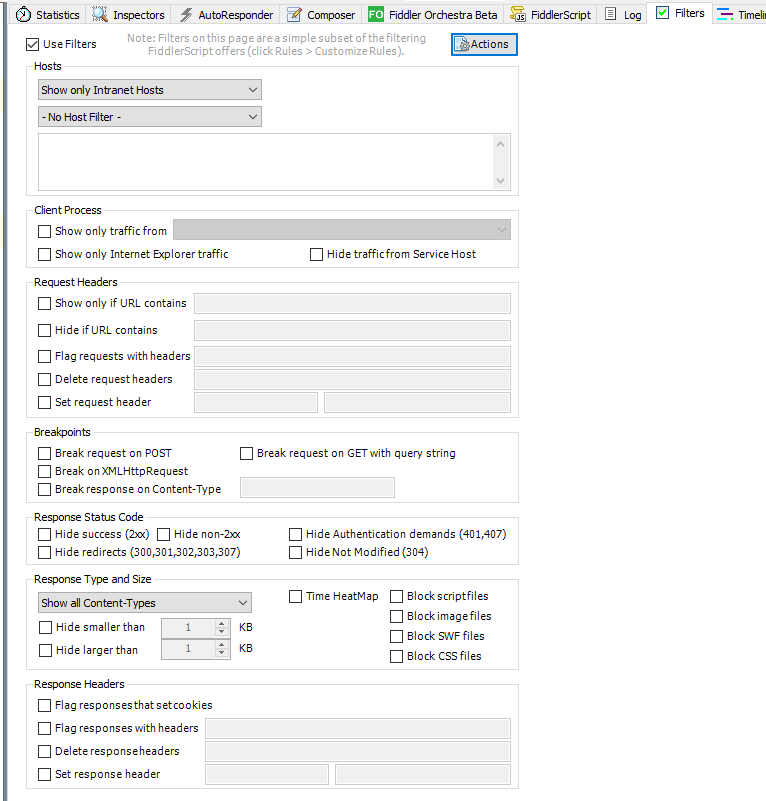 Statistics Inspectors AutoResponder Composer FO Fiddler Orchestra Beta JS FiddlerScript Log Filters Timelin
Use Filters
Note: Filters on this page are a simple subset of the filtering
FiddlerScript offers (click Rules > Customize Rules).
Actions
Hosts
Show only Intranet Hosts
- No Host Filter -
Client Process
Show only traffic from
Show only Internet Explorer traffic Hide traffic from Service Host
Request Headers
Show only if URL contains
Hide if URL contains
Flag requests with headers
Delete request headers
Set request header
Breakpoints
Break request on POST Break request on GET with query string
Break on XMLHttpRequest
Break response on Content-Type
Response Status Code
Hide success (2xx) Hide non-2xx Hide Authentication demands (401,407)
Hide redirects (300,301,302,303,307) Hide Not Modified (304)
Response Type and Size
Show all Content-Types Time HeatMap Block script files
Block image files
Hide smaller than 1 KB Block SWF files
Hide larger than 1 KB Block CSS files
Response Headers
Flag responses that set cookies
Flag responses with headers
Delete response headers
Set response header